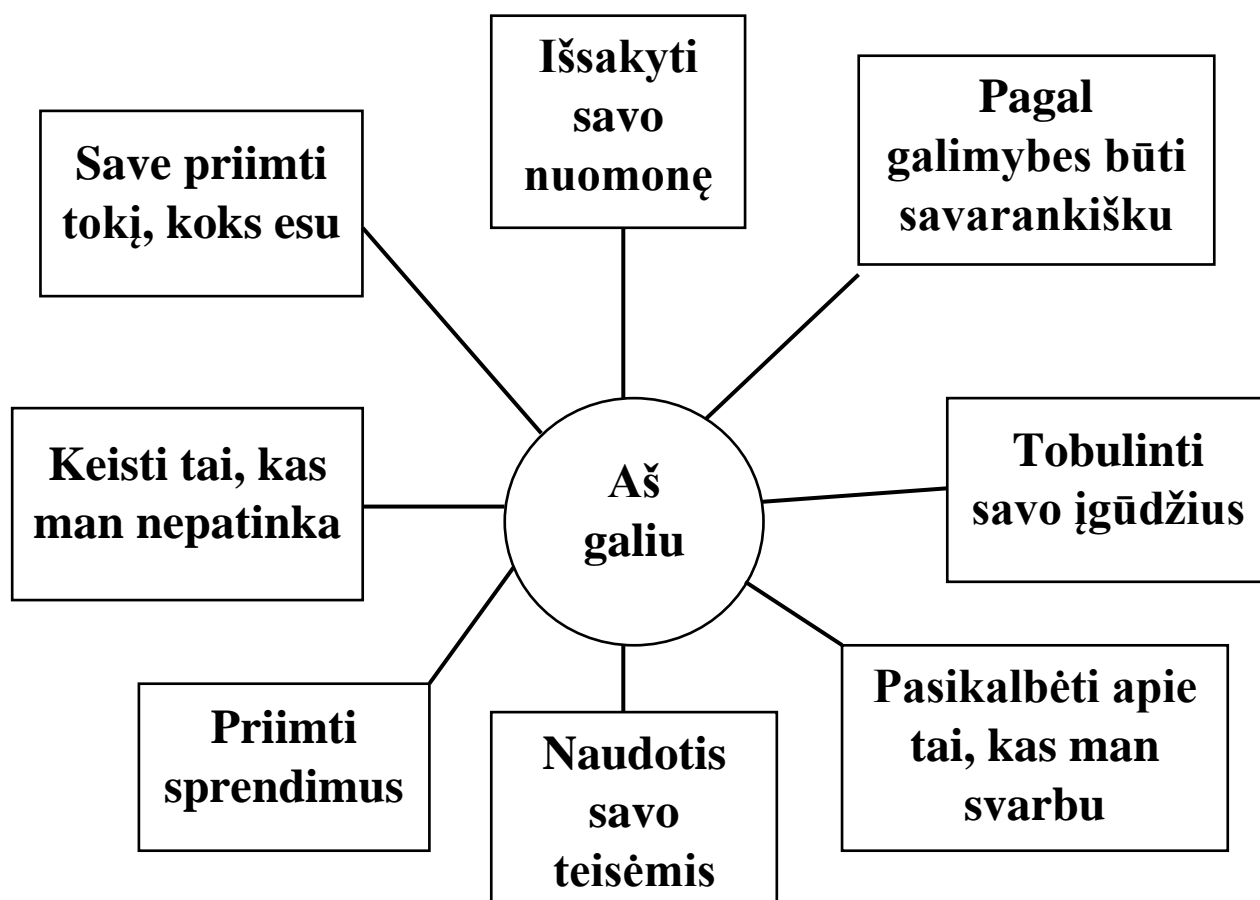 Išsakyti
savo
nuomonę
Pagal
galimybes būti
savarankišku
Save priimti
tokį, koks esu
Tobulinti
savo įgūdžius
Keisti tai, kas
man nepatinka
Aš
galiu
Pasikalbėti apie
tai, kas man
svarbu
Priimti
sprendimus
Naudotis
savo
teisėmis